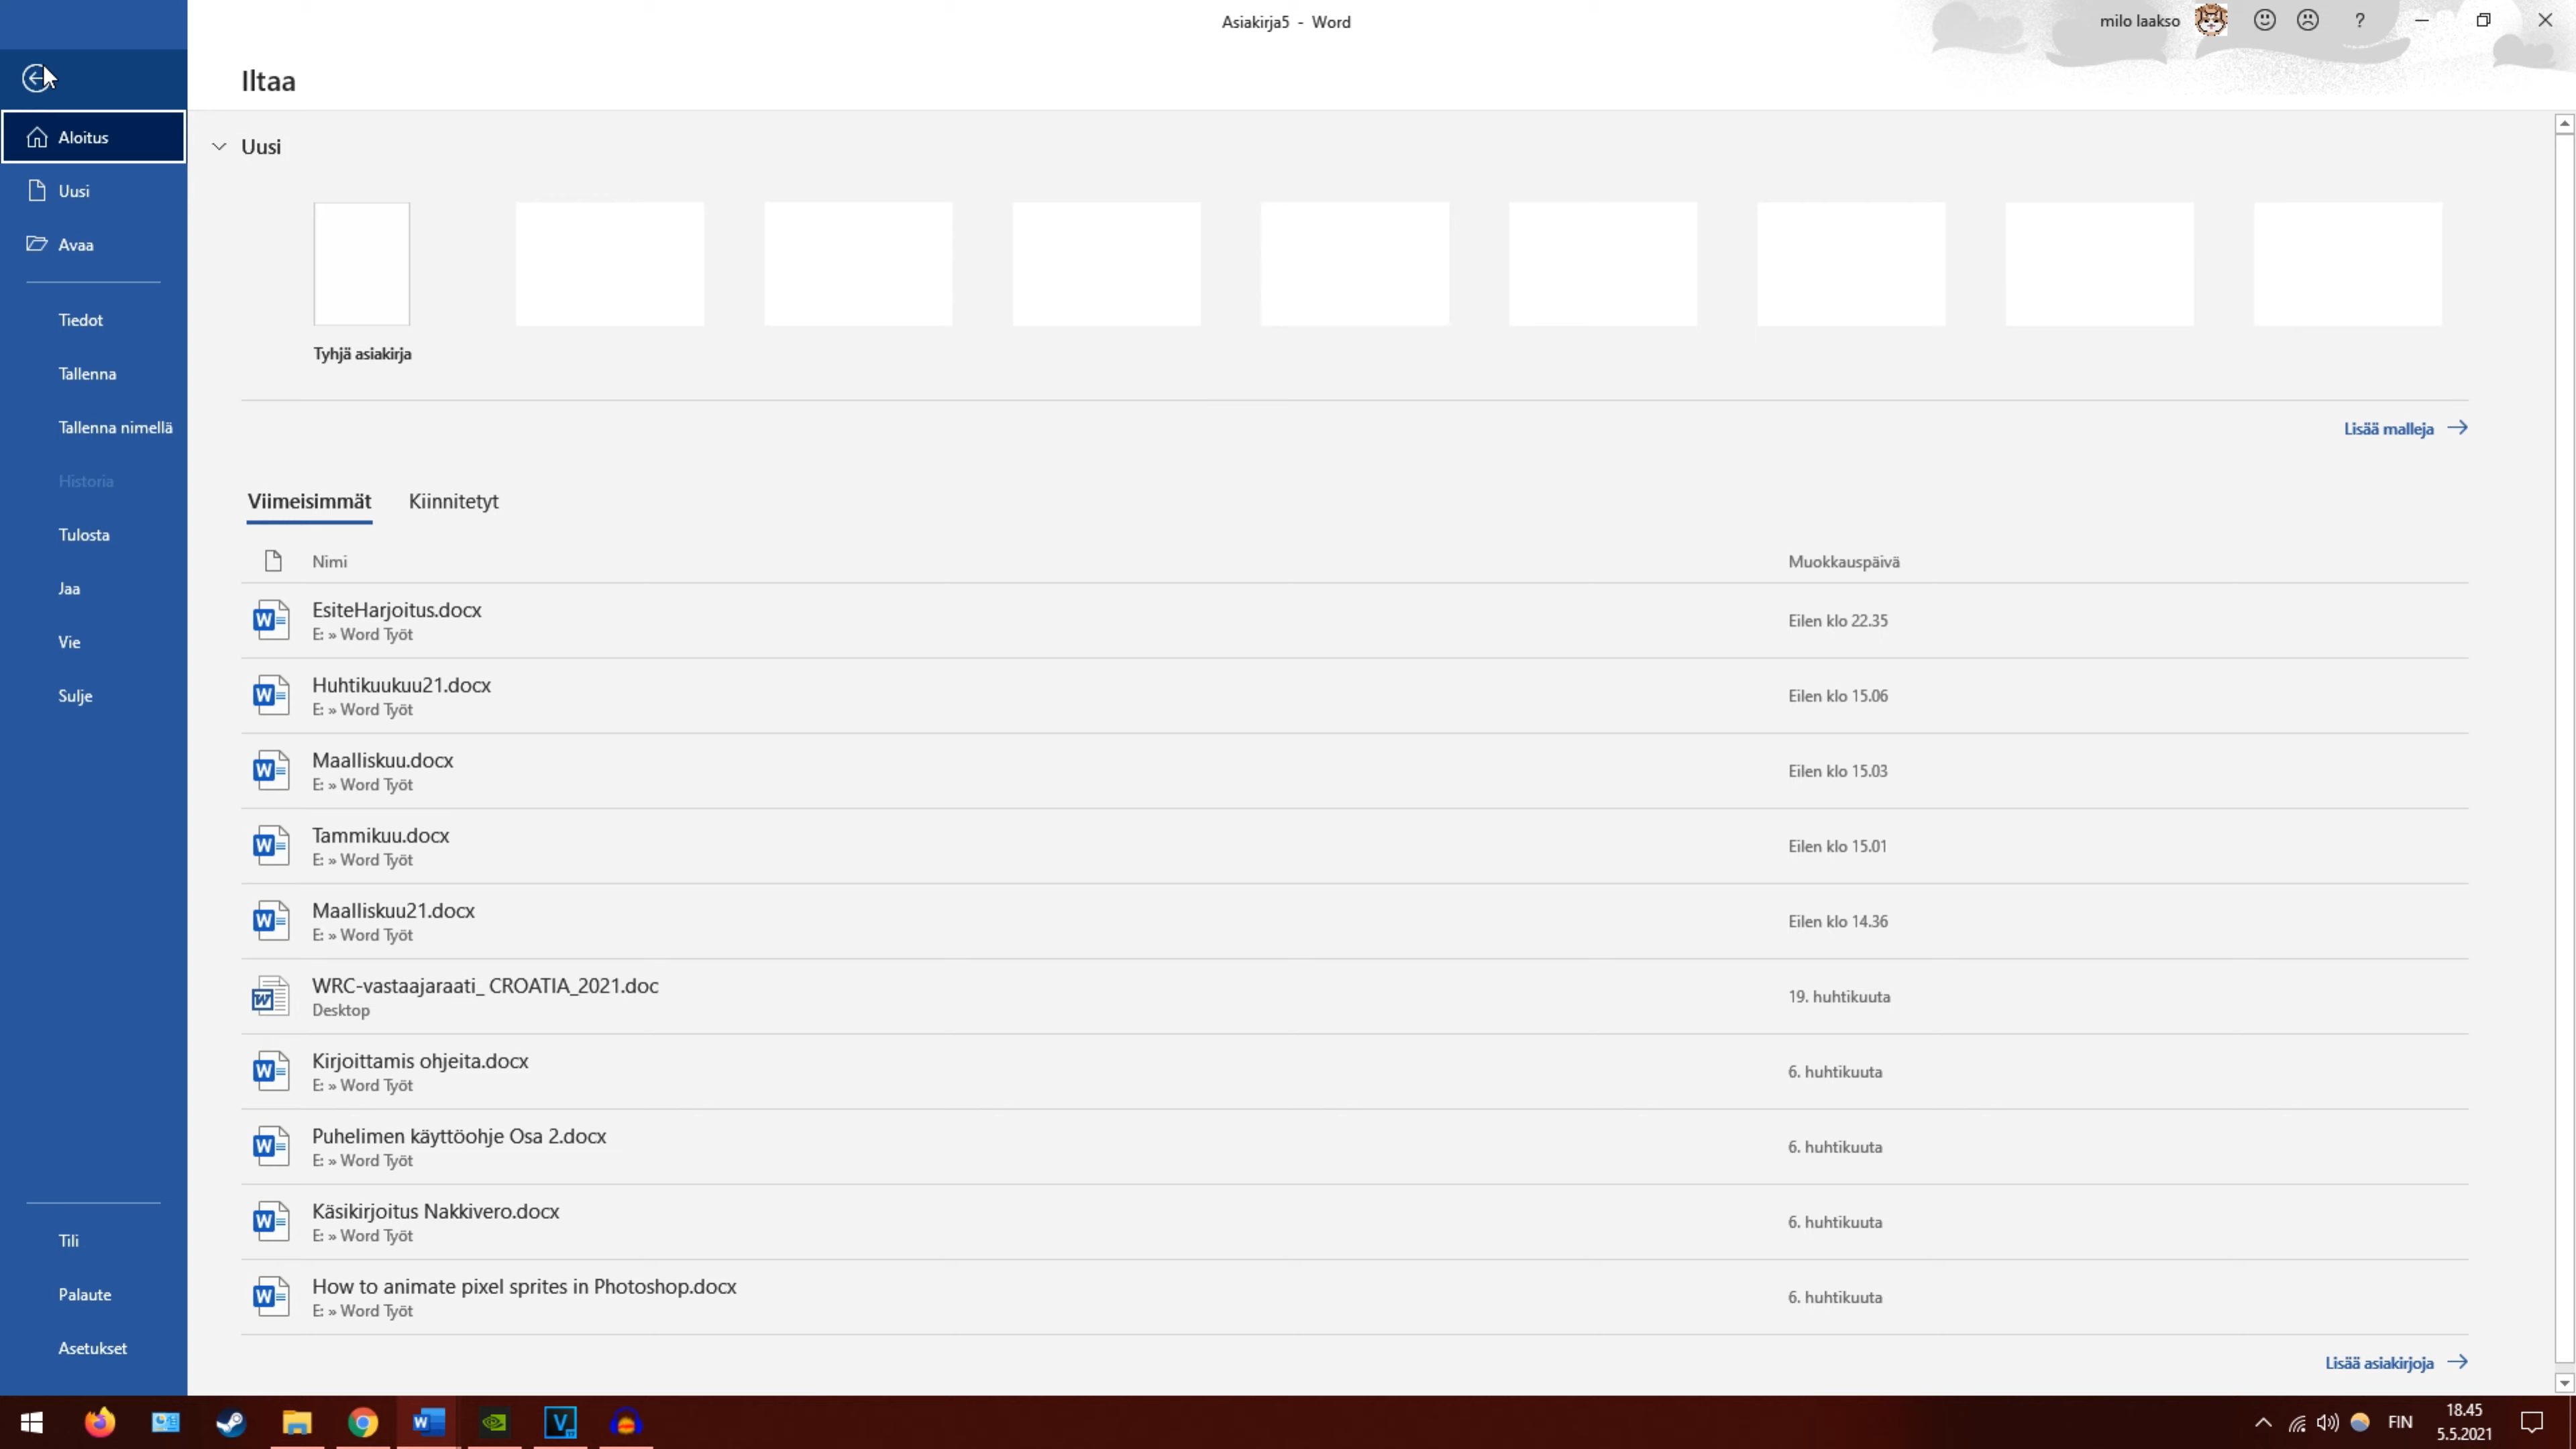 Asiakirja5 - Word
milo laakso
?
Iltaa
Aloitus
Uusi
Avaa
Tiedot
Tallenna
Tallenna nimellä
Historia
Tulosta
Jaa
Vie
Sulje
Tili
Palaute
Asetukset
Uusi
Tyhjä asiakirja
Lisää malleja
Viimeisimmät Kiinnitetyt
Nimi Muokkauspäivä
EsiteHarjoitus.docx
E: » Word Työt
Eilen klo 22.35
Huhtikuukuu21.docx
E: » Word Työt
Eilen klo 15.06
Maalliskuu.docx
E: » Word Työt
Eilen klo 15.03
Tammikuu.docx
E: » Word Työt
Eilen klo 15.01
Maalliskuu21.docx
E: » Word Työt
Eilen klo 14.36
WRC-vastaajaraati_ CROATIA_2021.doc
Desktop
19. huhtikuuta
Kirjoittamis ohjeita.docx
E: » Word Työt
6. huhtikuuta
Puhelimen käyttöohje Osa 2.docx
E: » Word Työt
6. huhtikuuta
Käsikirjoitus Nakkivero.docx
E: » Word Työt
6. huhtikuuta
How to animate pixel sprites in Photoshop.docx
E: » Word Työt
6. huhtikuuta
Lisää asiakirjoja
FIN
18.45
5.5.2021